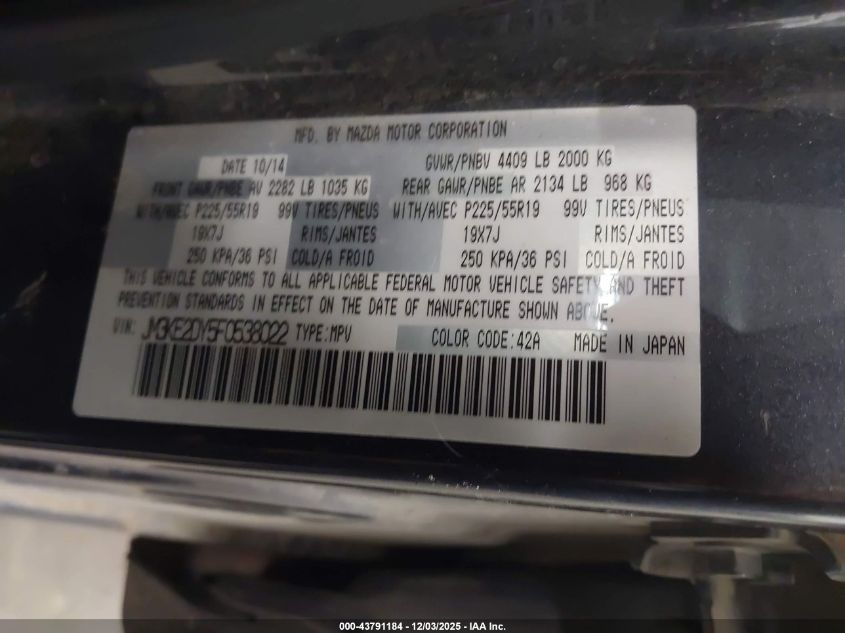 MFD. BY MAZDA MOTOR CORPORATION
DATE 10/14 GVWR/PNBV 4409 LB 2000 KG
FRONT GAWR/PNBE AV 2282 LB 1035 KG REAR GAWR/PNBE AR 2134 LB 968 KG
WITH/AVEC P225/55R19 99V TIRES/PNEUS WITH/AVEC P225/55R19 99V TIRES/PNEUS
19X7J RIMS/JANTES 19X7J RIMS/JANTES
250 KPA/36 PSI COLD/A FROID 250 KPA/36 PSI COLD/A FROID
THIS VEHICLE CONFORMS TO ALL APPLICABLE FEDERAL MOTOR VEHICLE SAFETY AND THEFT
PREVENTION STANDARDS IN EFFECT ON THE DATE OF MANUFACTURE SHOWN ABOVE.
VIN: JM3KE2DY5F0538022 TYPE:MPV COLOR CODE:42A MADE IN JAPAN
000-43791184 - 12/03/2025 - IAA Inc.